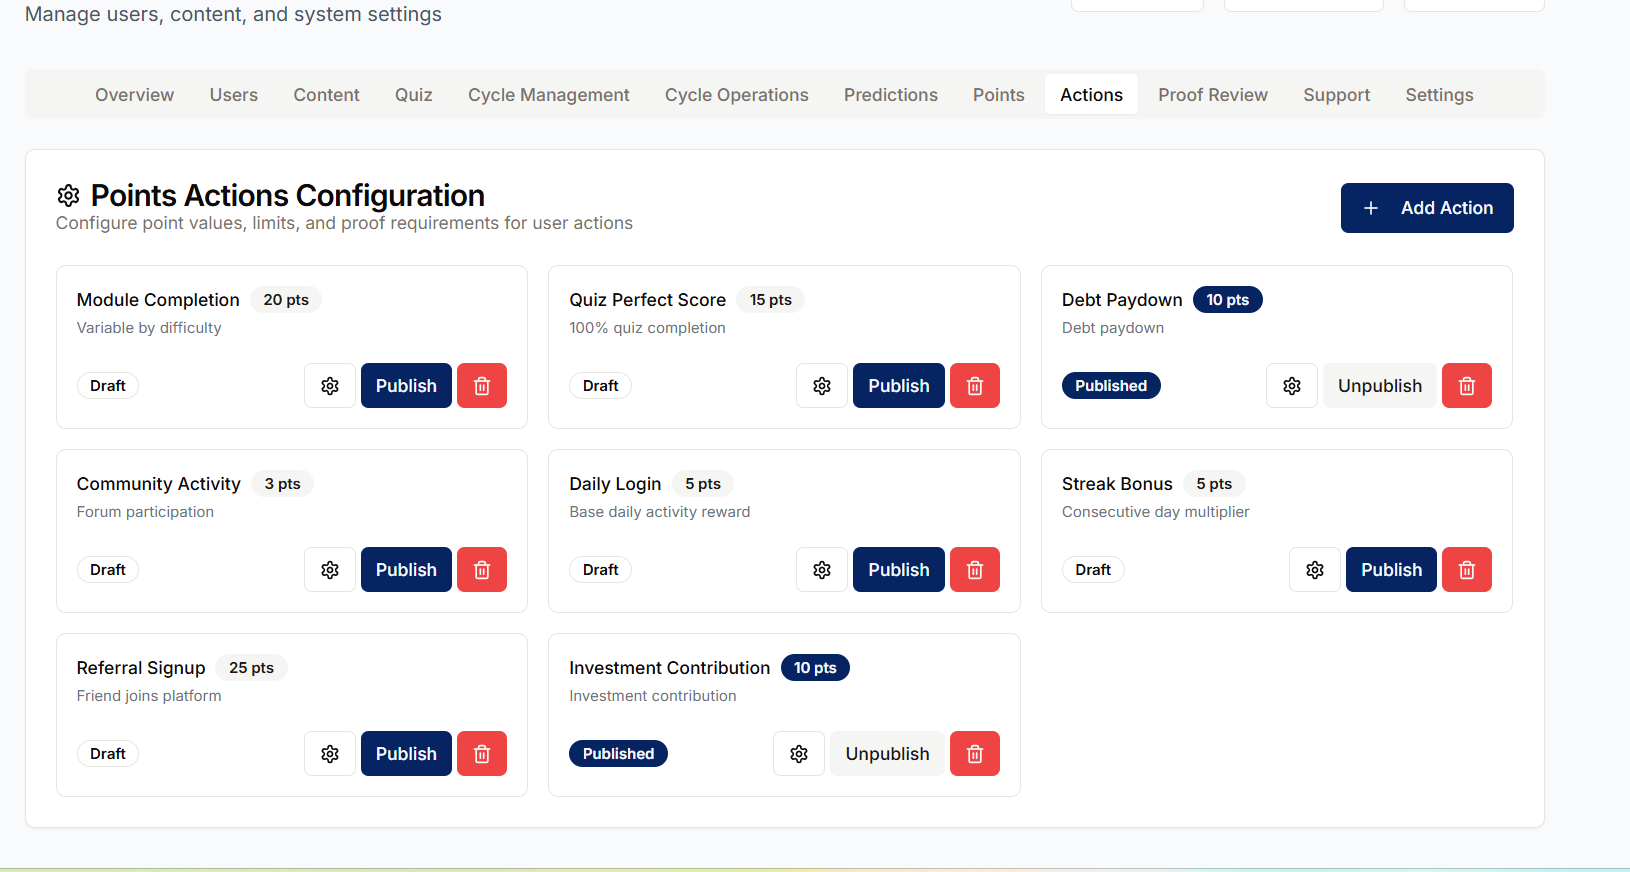 Manage users, content, and system settings
Overview Users Content Quiz Cycle Management Cycle Operations Predictions Points Actions Proof Review Support Settings
Points Actions Configuration
Configure point values, limits, and proof requirements for user actions
Add Action
Module Completion 20 pts
Variable by difficulty
Draft Publish
Quiz Perfect Score 15 pts
100% quiz completion
Draft Publish
Debt Paydown 10 pts
Debt paydown
Published Unpublish
Community Activity 3 pts
Forum participation
Draft Publish
Daily Login 5 pts
Base daily activity reward
Draft Publish
Streak Bonus 5 pts
Consecutive day multiplier
Draft Publish
Referral Signup 25 pts
Friend joins platform
Draft Publish
Investment Contribution 10 pts
Investment contribution
Published Unpublish